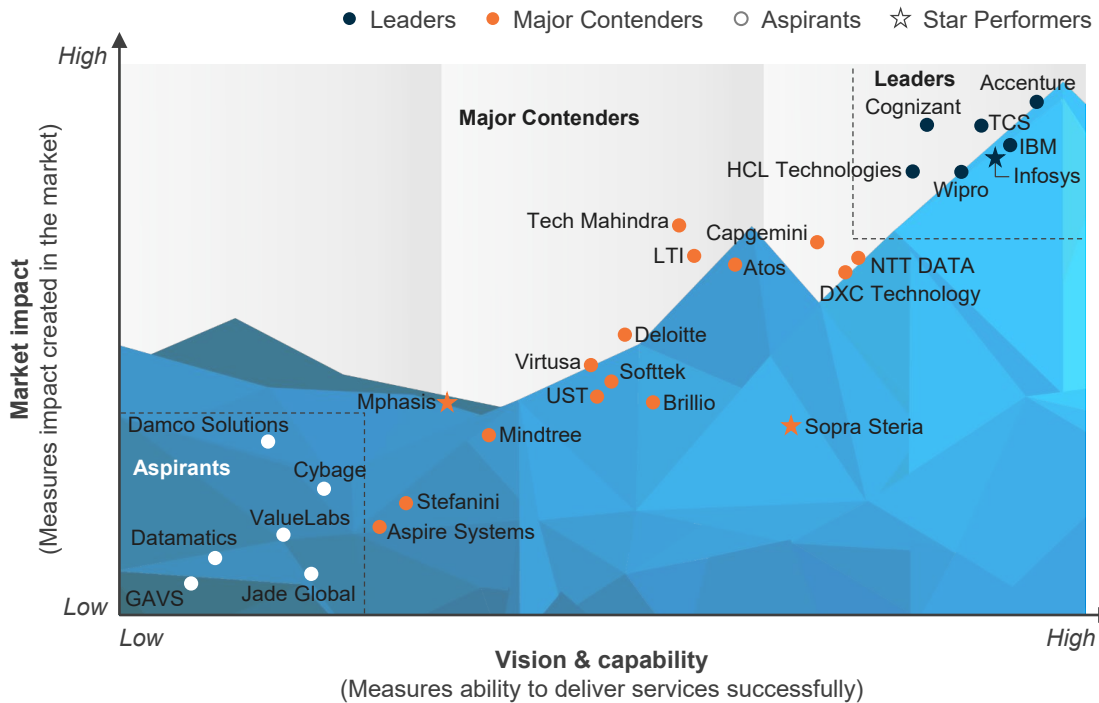 Leaders
Major Contenders
Aspirants
Star Performers
High
Market impact
(Measures impact created in the market)
Low
Leaders
Accenture
Cognizant
TCS
IBM
HCL Technologies
Infosys
Wipro
Major Contenders
Tech Mahindra
Capgemini
LTI
Atos
NTT DATA
DXC Technology
Deloitte
Virtusa
Softtek
UST
Brillio
Mphasis
Mindtree
Sopra Steria
Stefanini
Aspire Systems
Damco Solutions
Aspirants
Cybage
ValueLabs
Datamatics
Jade Global
GAVS
Low
High
Vision & capability
(Measures ability to deliver services successfully)